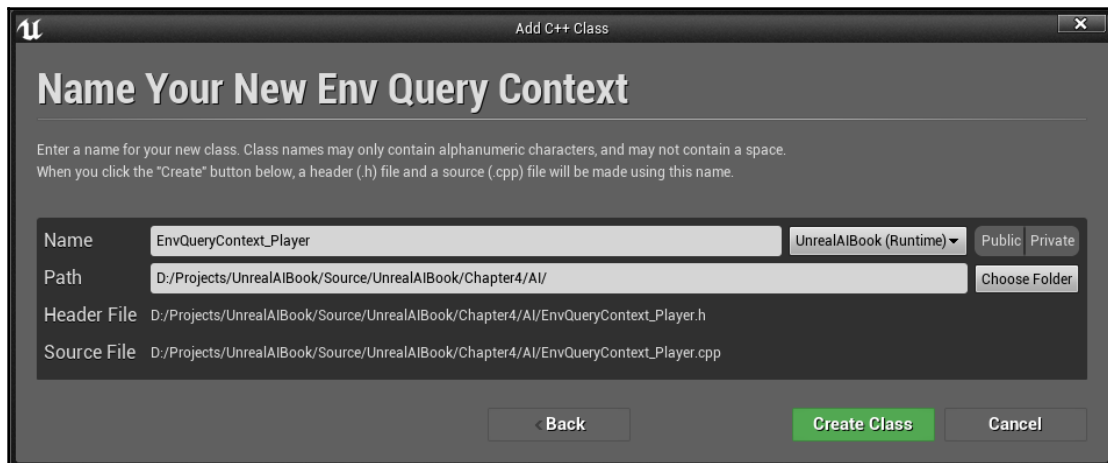 Add C++ Class
Name Your New Env Query Context
Enter a name for your new class. Class names may only contain alphanumeric characters, and may not contain a space.
When you click the "Create" button below, a header (.h) file and a source (.cpp) file will be made using this name.
Name EnvQueryContext_Player UnrealAIBook (Runtime) Public Private
Path D:/Projects/UnrealAIBook/Source/UnrealAIBook/Chapter4/AI/ Choose Folder
Header File D:/Projects/UnrealAIBook/Source/UnrealAIBook/Chapter4/AI/EnvQueryContext_Player.h
Source File D:/Projects/UnrealAIBook/Source/UnrealAIBook/Chapter4/AI/EnvQueryContext_Player.cpp
< Back Create Class Cancel